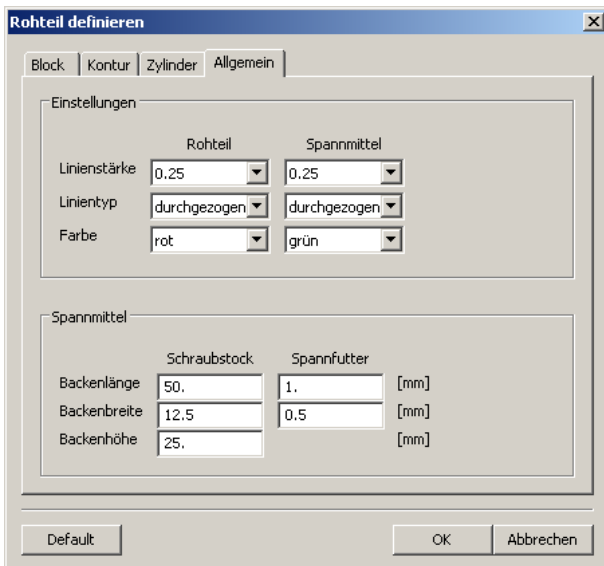 Rohteil definieren
Block Kontur Zylinder Allgemein
Einstellungen
Rohteil Spannmittel
Linienstärke 0.25 0.25
Linientyp durchgezogen durchgezogen
Farbe rot grün
Spannmittel
Schraubstock Spannfutter
Backenlänge 50. 1. [mm]
Backenbreite 12.5 0.5 [mm]
Backenhöhe 25. [mm]
Default OK Abbrechen